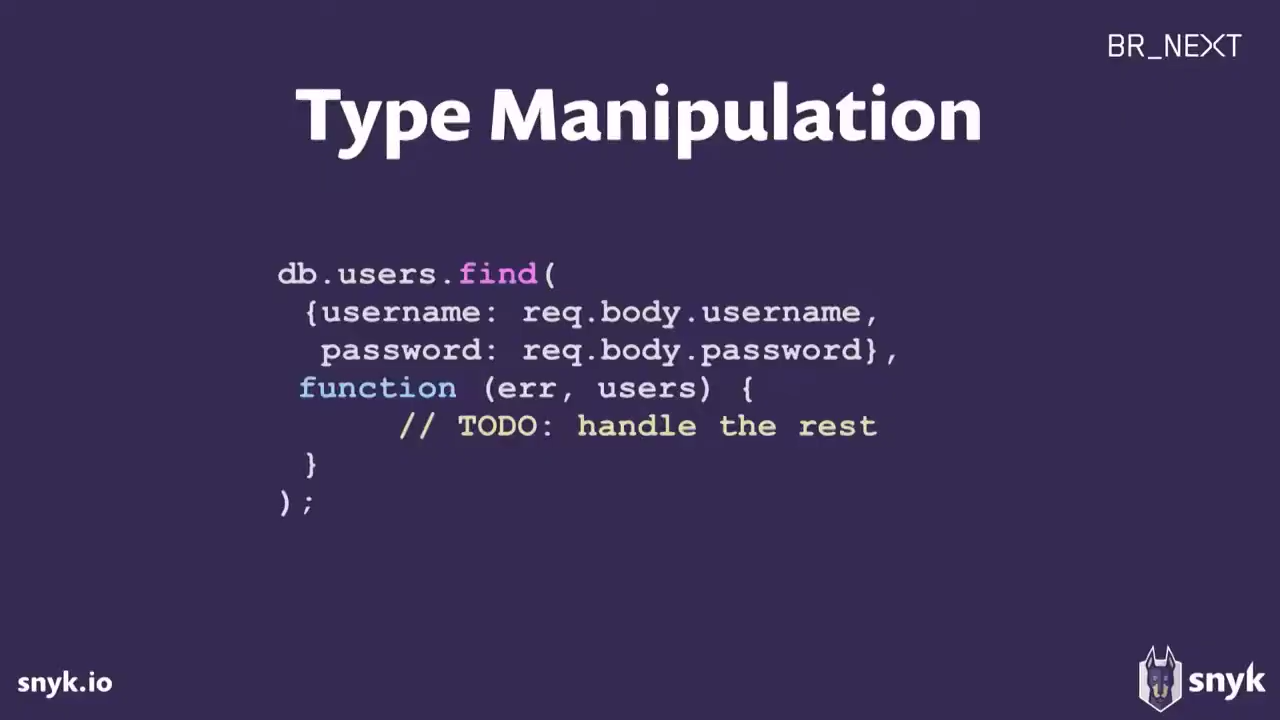 BR_NEXT
Type Manipulation
db.users.find(
{username: req.body.username,
password: req.body.password},
function (err, users) {
// TODO: handle the rest
}
);
snyk.io
snyk